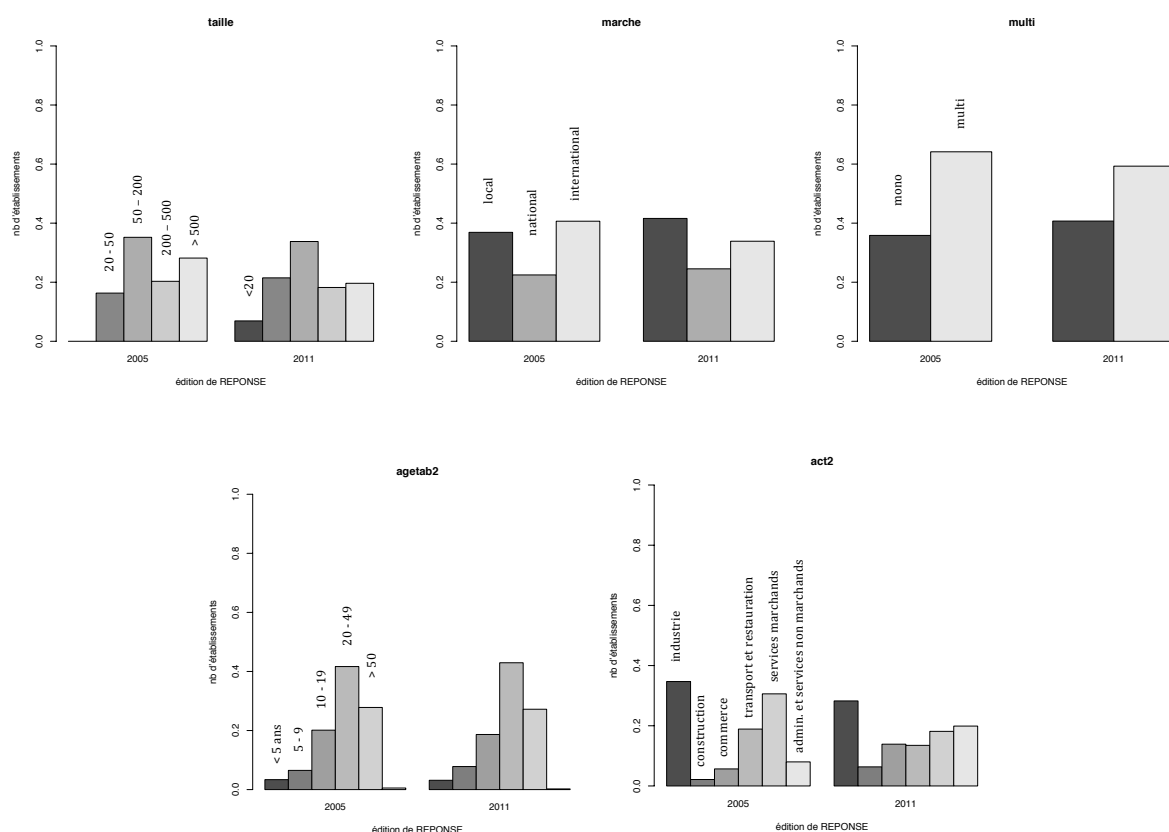 taille
nb d'établissements
0.0 0.2 0.4 0.6 0.8 1.0
20 - 50
50 – 200
200 – 500
> 500
<20
2005 2011
édition de REPONSE
marche
nb d'établissements
0.0 0.2 0.4 0.6 0.8 1.0
local
national
international
2005 2011
édition de REPONSE
multi
nb d'établissements
0.0 0.2 0.4 0.6 0.8 1.0
mono
multi
2005 2011
édition de REPONSE
agetab2
nb d'établissements
0.0 0.2 0.4 0.6 0.8 1.0
< 5 ans
5 - 9
10 - 19
20 - 49
> 50
2005 2011
édition de REPONSE
act2
nb d'établissements
0.0 0.2 0.4 0.6 0.8 1.0
industrie
construction
commerce
transport et restauration
services marchands
admin. et services non marchands
2005 2011
édition de REPONSE